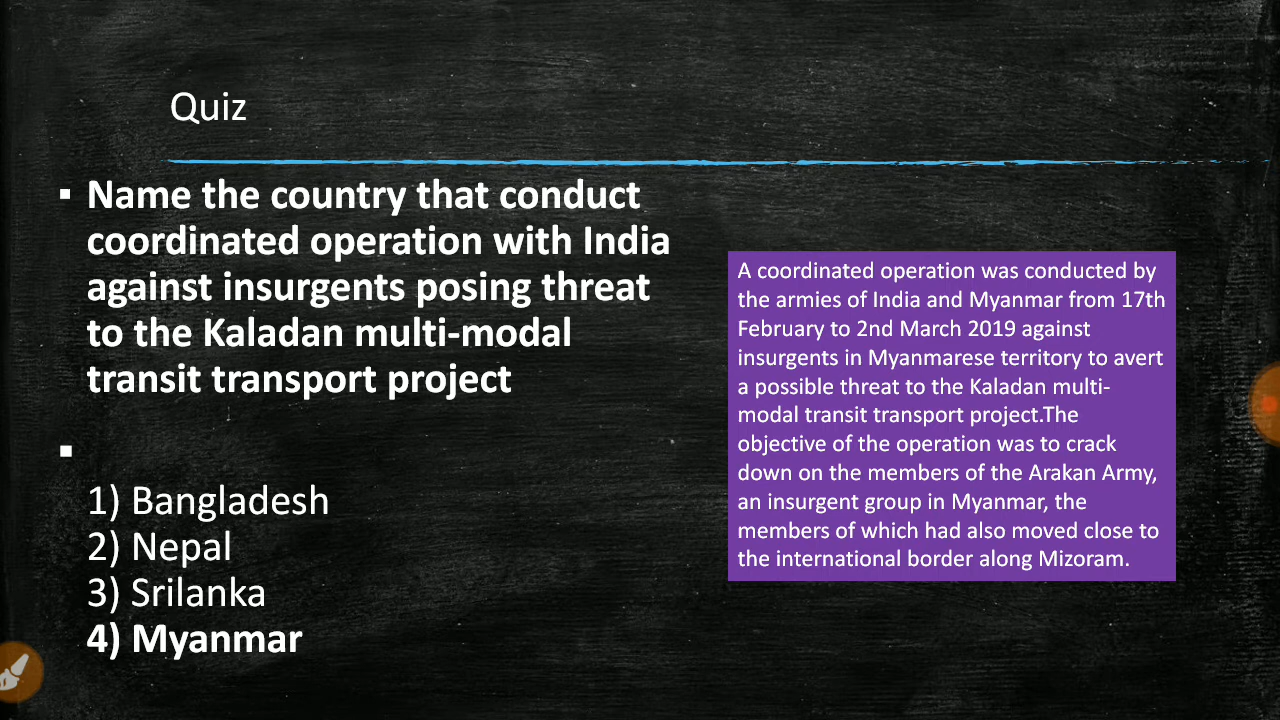 Quiz
▪ Name the country that conduct
coordinated operation with India
against insurgents posing threat
to the Kaladan multi-modal
transit transport project
▪
1) Bangladesh
2) Nepal
3) Srilanka
4) Myanmar
A coordinated operation was conducted by
the armies of India and Myanmar from 17th
February to 2nd March 2019 against
insurgents in Myanmarese territory to avert
a possible threat to the Kaladan multi-
modal transit transport project.The
objective of the operation was to crack
down on the members of the Arakan Army,
an insurgent group in Myanmar, the
members of which had also moved close to
the international border along Mizoram.